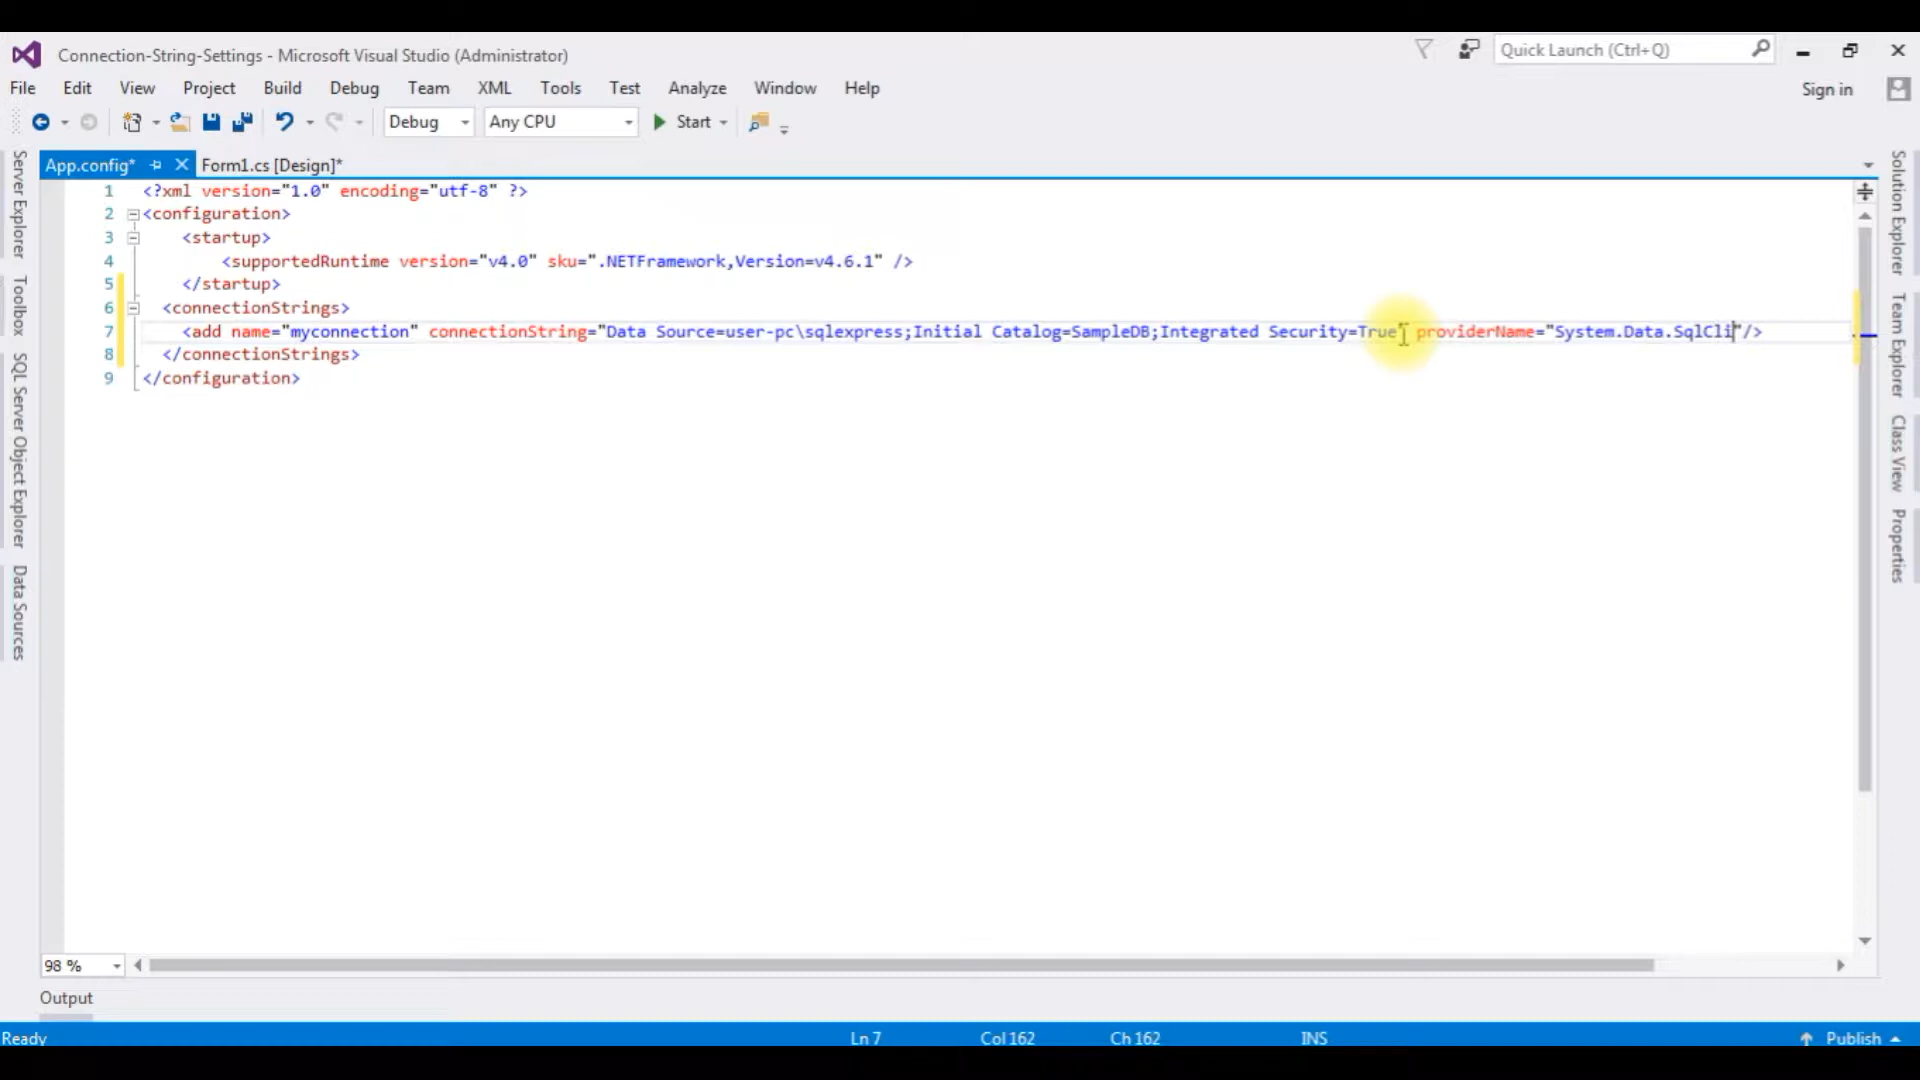 Connection-String-Settings - Microsoft Visual Studio (Administrator)
Quick Launch (Ctrl+Q)
File Edit View Project Build Debug Team XML Tools Test Analyze Window Help
Sign in
Debug Any CPU Start
App.config* Form1.cs [Design]*
1 <?xml version="1.0" encoding="utf-8" ?>
2 <configuration>
3 <startup>
4 <supportedRuntime version="v4.0" sku=".NETFramework,Version=v4.6.1" />
5 </startup>
6 <connectionStrings>
7 <add name="myconnection" connectionString="Data Source=user-pc\sqlexpress;Initial Catalog=SampleDB;Integrated Security=True" providerName="System.Data.SqlCli"/>
8 </connectionStrings>
9 </configuration>
Server Explorer
Toolbox
SQL Server Object Explorer
Data Sources
Solution Explorer
Team Explorer
Class View
Properties
98 %
Output
Ready Ln 7 Col 162 Ch 162 INS Publish